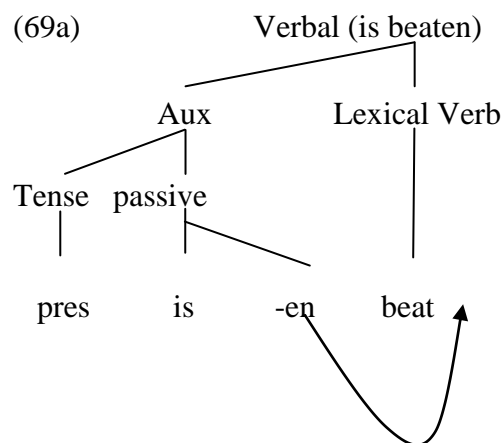 (69a) Verbal (is beaten)
Aux Lexical Verb
Tense passive
pres is -en beat